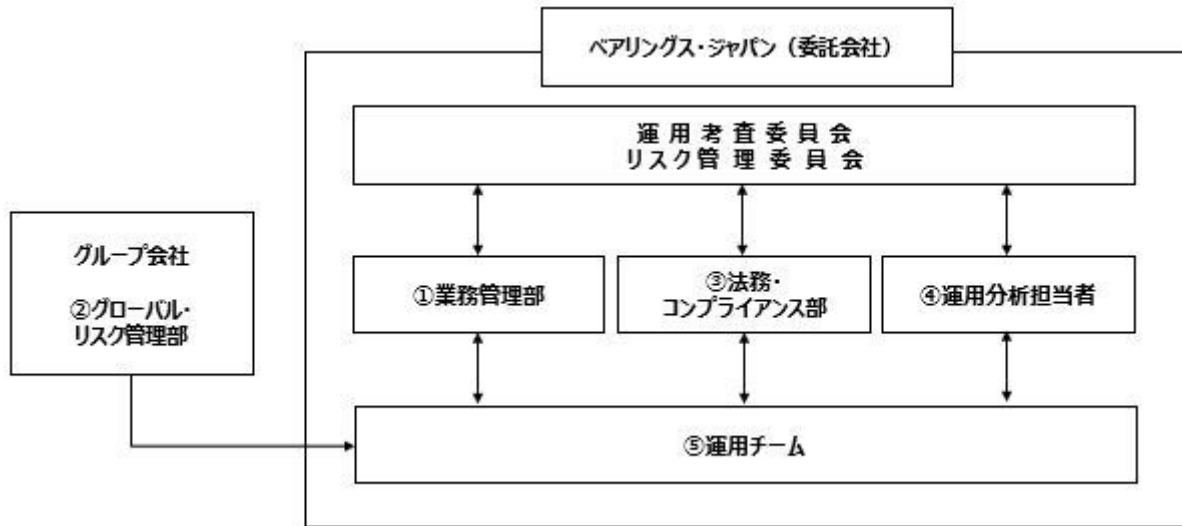 ベアリングス・ジャパン（委託会社）
運用考査委員会
リスク管理委員会
グループ会社
②グローバル・
リスク管理部
①業務管理部
③法務・
コンプライアンス部
④運用分析担当者
⑤運用チーム